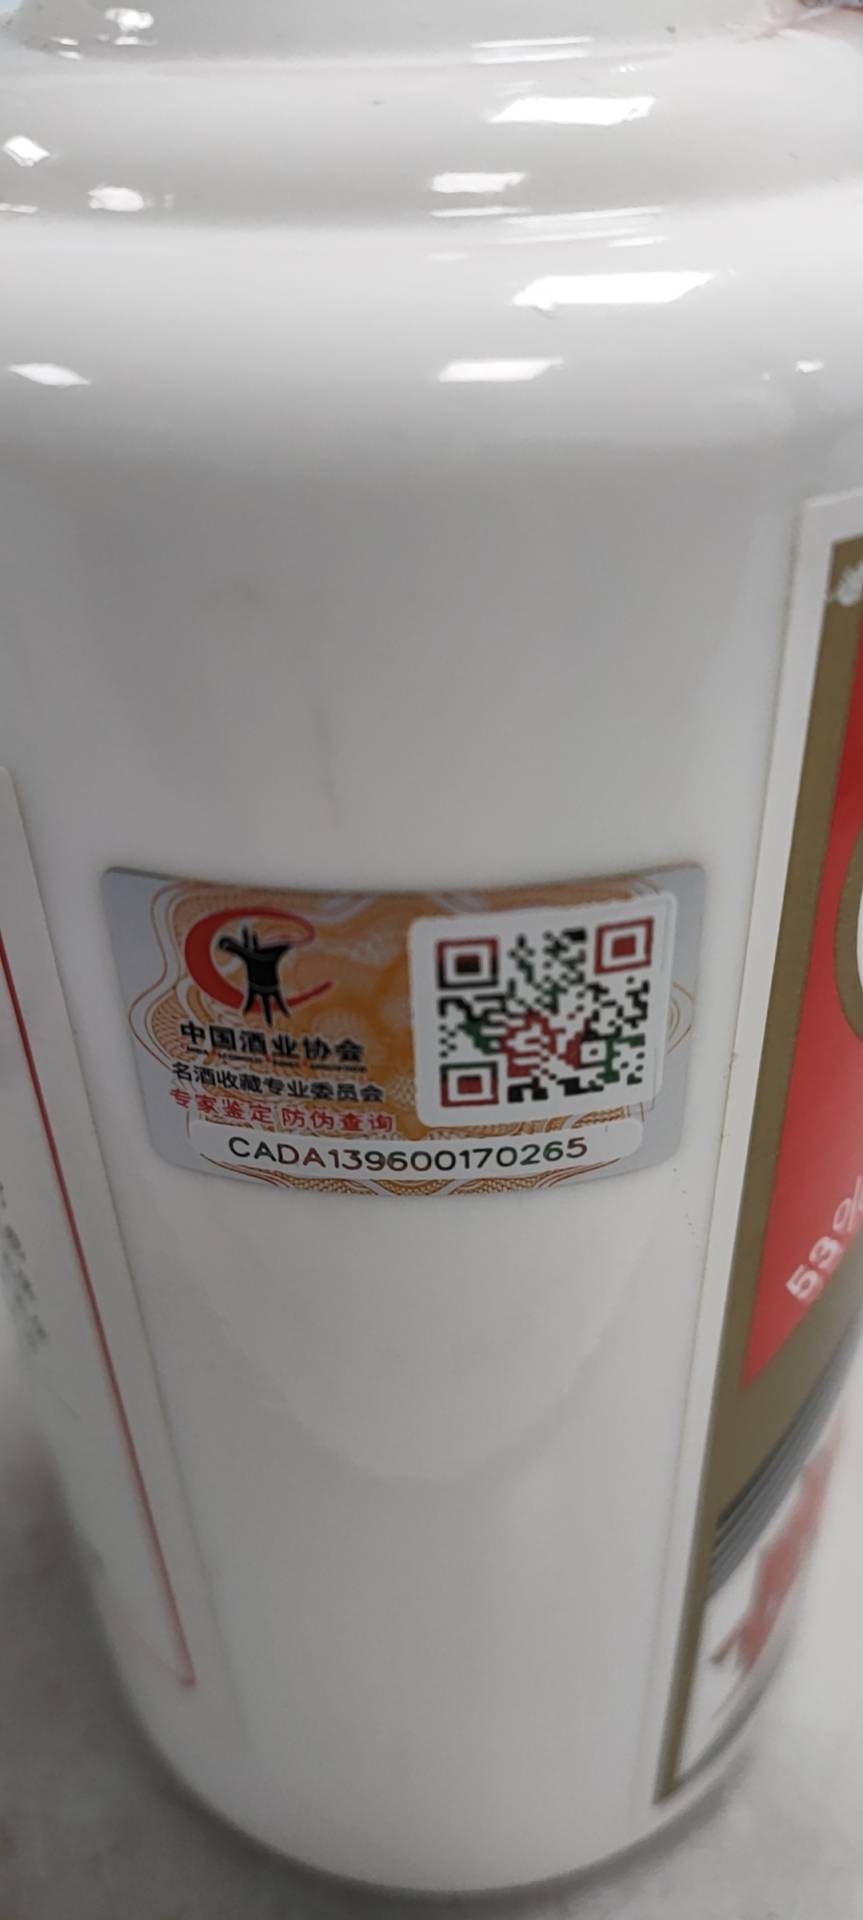 中国酒业协会
名酒收藏专业委员会
专家鉴定 防伪查询
CADA139600170265
53%